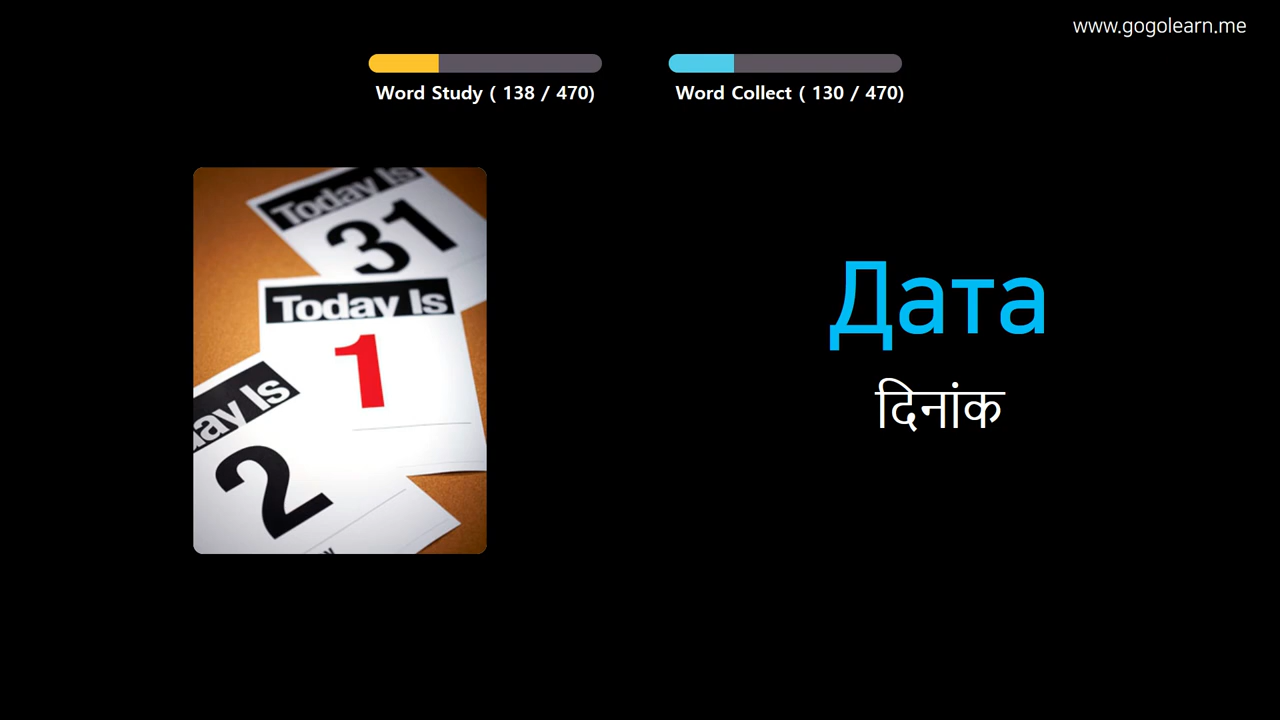 www.gogolearn.me
Word Study ( 138 / 470)
Word Collect ( 130 / 470)
Today Is
31
Today Is
1
ay Is
2
Дата
दिनांक